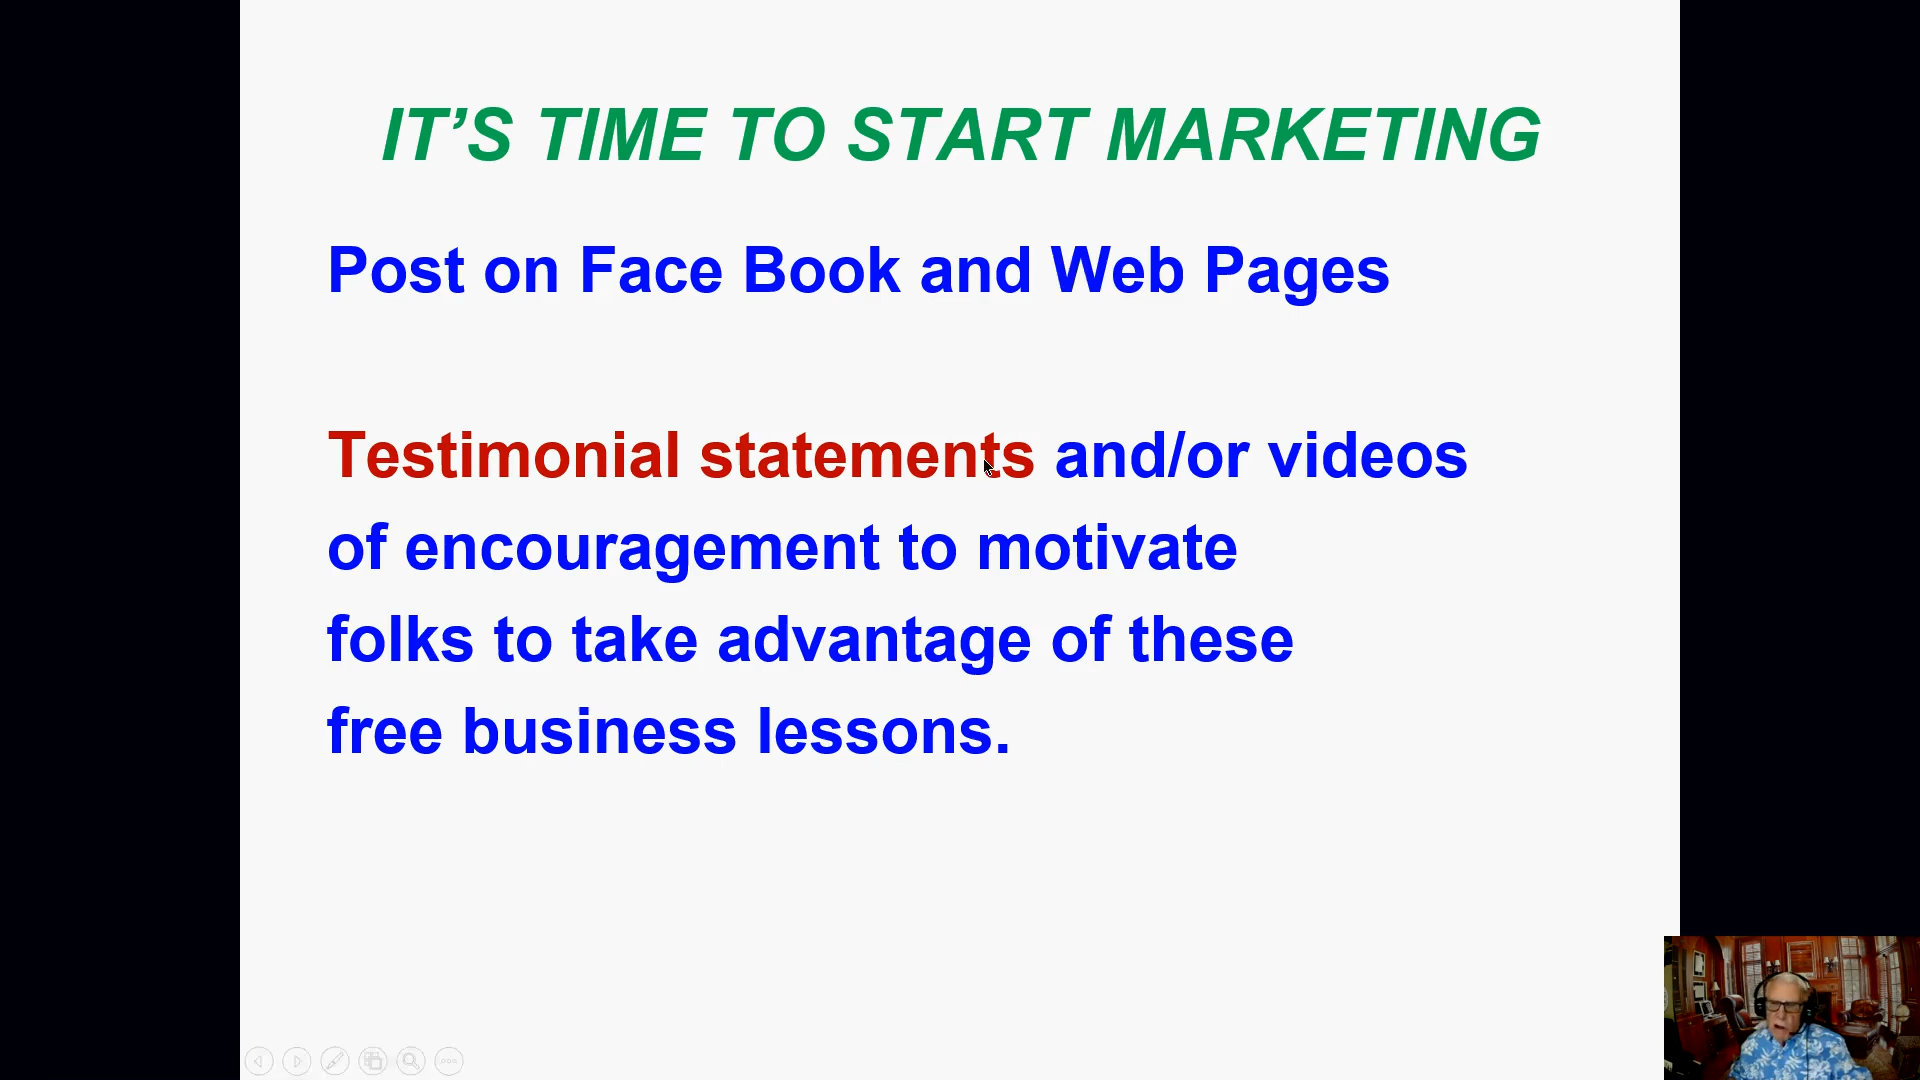 IT’S TIME TO START MARKETING
Post on Face Book and Web Pages
Testimonial statements and/or videos
of encouragement to motivate
folks to take advantage of these
free business lessons.